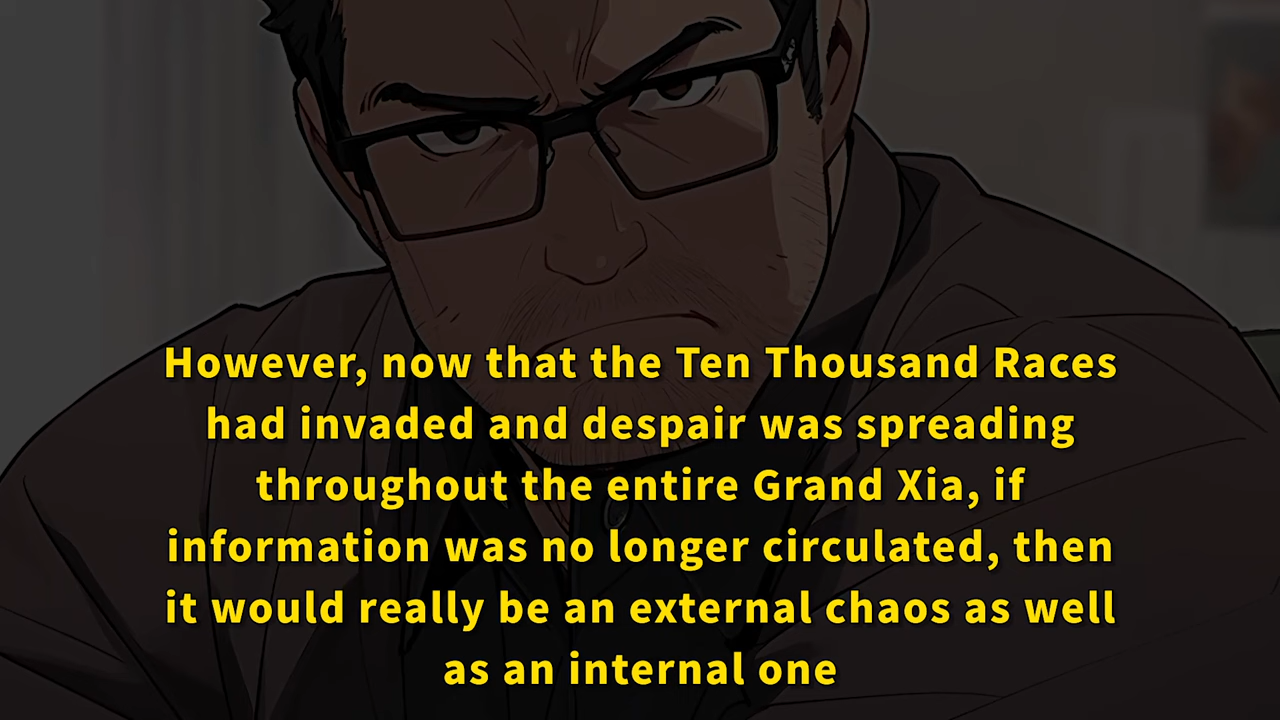 However, now that the Ten Thousand Races
had invaded and despair was spreading
throughout the entire Grand Xia, if
information was no longer circulated, then
it would really be an external chaos as well
as an internal one